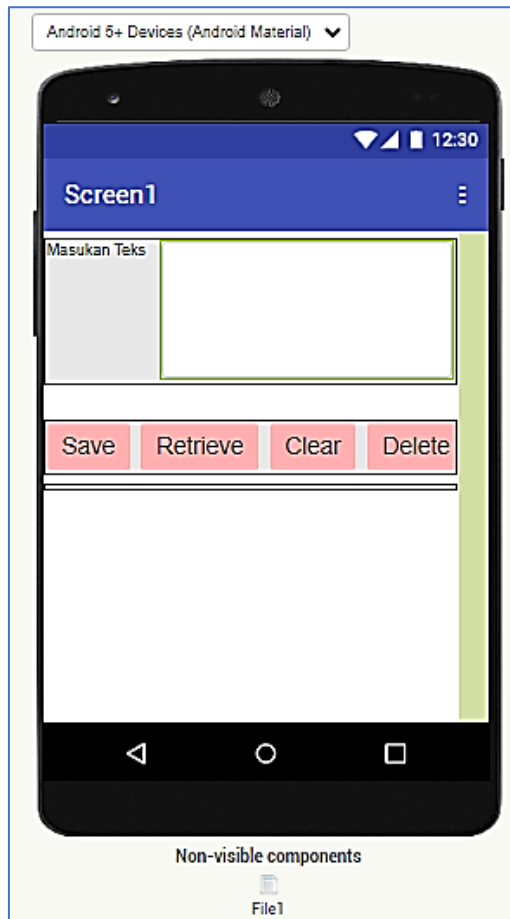 Android 5+ Devices (Android Material)
12:30
Screen1
Masukan Teks
Save Retrieve Clear Delete
Non-visible components
File1